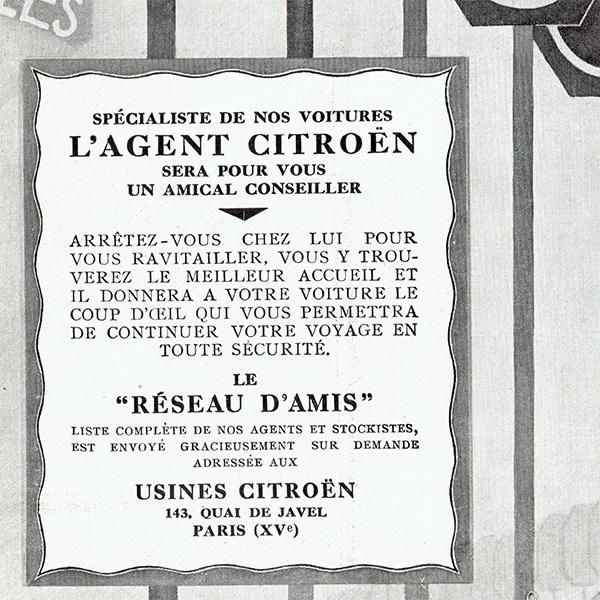 LES
SPÉCIALISTE DE NOS VOITURES
L'AGENT CITROËN
SERA POUR VOUS
UN AMICAL CONSEILLER
ARRÊTEZ-VOUS CHEZ LUI POUR
VOUS RAVITAILLER, VOUS Y TROU-
VEREZ LE MEILLEUR ACCUEIL ET
IL DONNERA A VOTRE VOITURE LE
COUP D'ŒIL QUI VOUS PERMETTRA
DE CONTINUER VOTRE VOYAGE EN
TOUTE SÉCURITÉ.
LE
"RÉSEAU D'AMIS"
LISTE COMPLÈTE DE NOS AGENTS ET STOCKISTES,
EST ENVOYÉ GRACIEUSEMENT SUR DEMANDE
ADRESSÉE AUX
USINES CITROËN
143, QUAI DE JAVEL
PARIS (XVe)